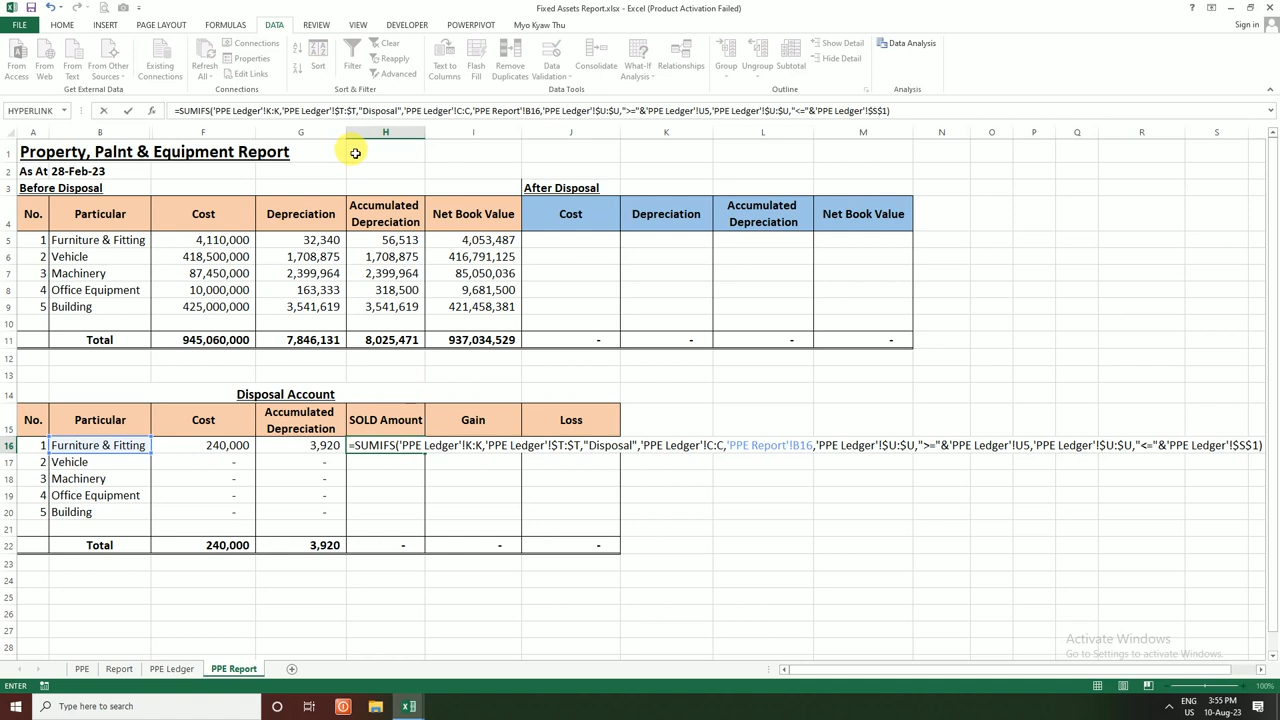 Fixed Assets Report.xlsx - Excel (Product Activation Failed)
FILE HOME INSERT PAGE LAYOUT FORMULAS DATA REVIEW VIEW DEVELOPER POWERPIVOT Myo Kyaw Thu Sign in
From Access From Web From Text From Other Sources Existing Connections Refresh All Connections Properties Edit Links Sort Filter Clear Reapply Advanced Text to Columns Flash Fill Remove Duplicates Data Validation Consolidate What-If Analysis Relationships Group Ungroup Subtotal Show Detail Hide Detail Data Analysis
Get External Data Connections Sort & Filter Data Tools Outline Analysis
HYPERLINK =SUMIFS('PPE Ledger'!K:K,'PPE Ledger'!$T:$T,"Disposal",'PPE Ledger'!C:C,'PPE Report'!B16,'PPE Ledger'!$U:$U,">="&'PPE Ledger'!U5,'PPE Ledger'!$U:$U,"<="&'PPE Ledger'!$S$1)
A B F G H I J K L M N O P Q R S
1 Property, Palnt & Equipment Report
2 As At 28-Feb-23
3 Before Disposal After Disposal
4 No. Particular Cost Depreciation Accumulated Depreciation Net Book Value Cost Depreciation Accumulated Depreciation Net Book Value
5 1 Furniture & Fitting 4,110,000 32,340 56,513 4,053,487
6 2 Vehicle 418,500,000 1,708,875 1,708,875 416,791,125
7 3 Machinery 87,450,000 2,399,964 2,399,964 85,050,036
8 4 Office Equipment 10,000,000 163,333 318,500 9,681,500
9 5 Building 425,000,000 3,541,619 3,541,619 421,458,381
10
11 Total 945,060,000 7,846,131 8,025,471 937,034,529 - - - -
12
13
14 Disposal Account
15 No. Particular Cost Accumulated Depreciation SOLD Amount Gain Loss
16 1 Furniture & Fitting 240,000 3,920 =SUMIFS('PPE Ledger'!K:K,'PPE Ledger'!$T:$T,"Disposal",'PPE Ledger'!C:C,'PPE Report'!B16,'PPE Ledger'!$U:$U,">="&'PPE Ledger'!U5,'PPE Ledger'!$U:$U,"<="&'PPE Ledger'!$S$1)
17 2 Vehicle - -
18 3 Machinery - -
19 4 Office Equipment - -
20 5 Building - -
21
22 Total 240,000 3,920 - - -
23
24
25
26
27
28
Activate Windows
Go to Settings to activate Windows.
PPE Report PPE Ledger PPE Report
ENTER 100%
Type here to search ENG US 3:55 PM 10-Aug-23